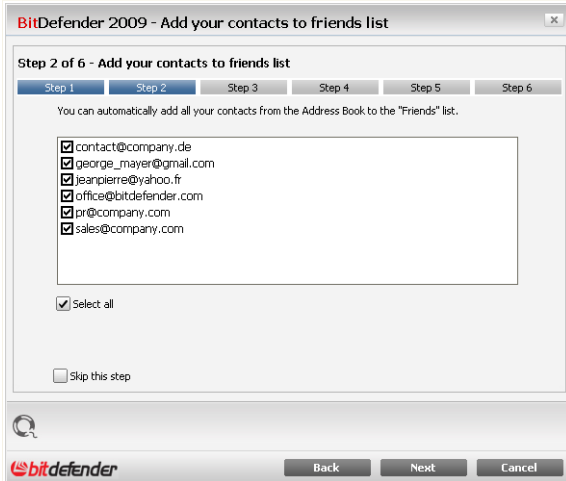 BitDefender 2009 - Add your contacts to friends list
Step 2 of 6 - Add your contacts to friends list
Step 1 Step 2 Step 3 Step 4 Step 5 Step 6
You can automatically add all your contacts from the Address Book to the "Friends" list.
contact@company.de
george_mayer@gmail.com
jeanpierre@yahoo.fr
office@bitdefender.com
pr@company.com
sales@company.com
Select all
Skip this step
bitdefender Back Next Cancel